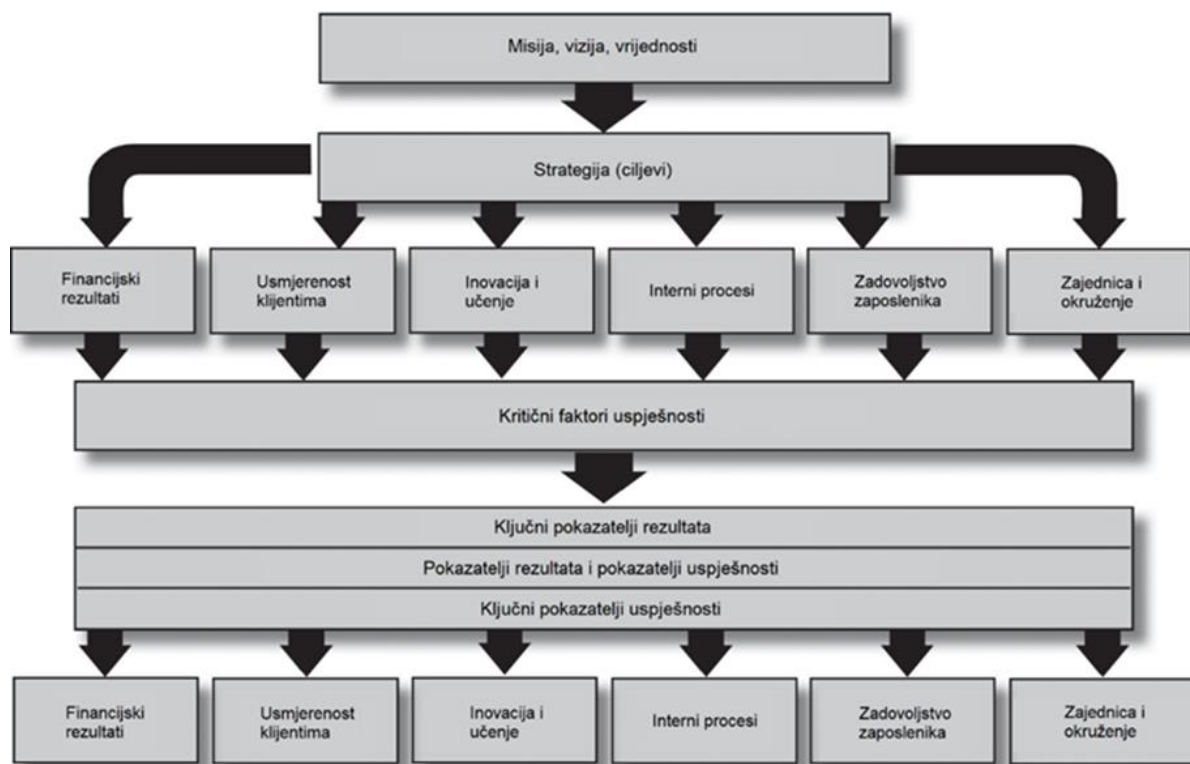 Misija, vizija, vrijednosti
Strategija (ciljevi)
Financijski
rezultati
Usmjerenost
klijentima
Inovacija i
učenje
Interni procesi
Zadovoljstvo
zaposlenika
Zajednica i
okruženje
Kritični faktori uspješnosti
Ključni pokazatelji rezultata
Pokazatelji rezultata i pokazatelji uspješnosti
Ključni pokazatelji uspješnosti
Financijski
rezultati
Usmjerenost
klijentima
Inovacija i
učenje
Interni procesi
Zadovoljstvo
zaposlenika
Zajednica i
okruženje